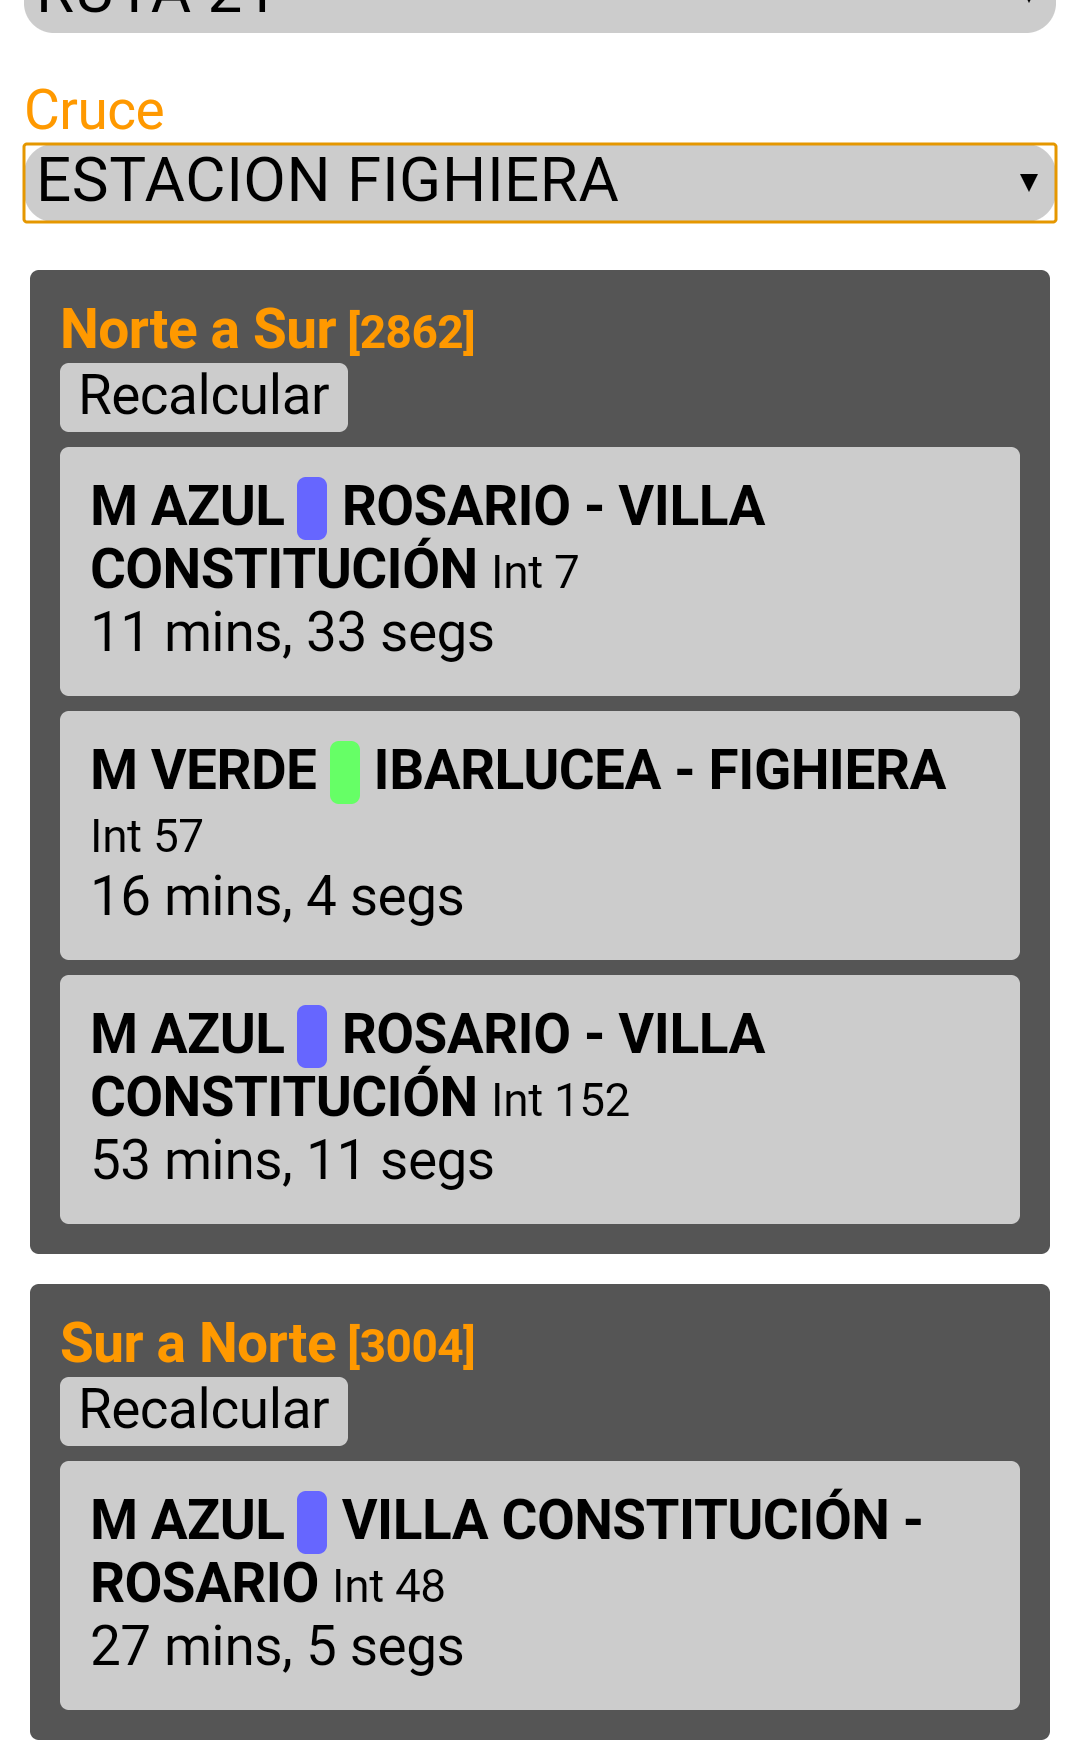 RUTA 21
Cruce
ESTACION FIGHIERA
Norte a Sur [2862]
Recalcular
M AZUL ROSARIO - VILLA
CONSTITUCIÓN Int 7
11 mins, 33 segs
M VERDE IBARLUCEA - FIGHIERA
Int 57
16 mins, 4 segs
M AZUL ROSARIO - VILLA
CONSTITUCIÓN Int 152
53 mins, 11 segs
Sur a Norte [3004]
Recalcular
M AZUL VILLA CONSTITUCIÓN -
ROSARIO Int 48
27 mins, 5 segs